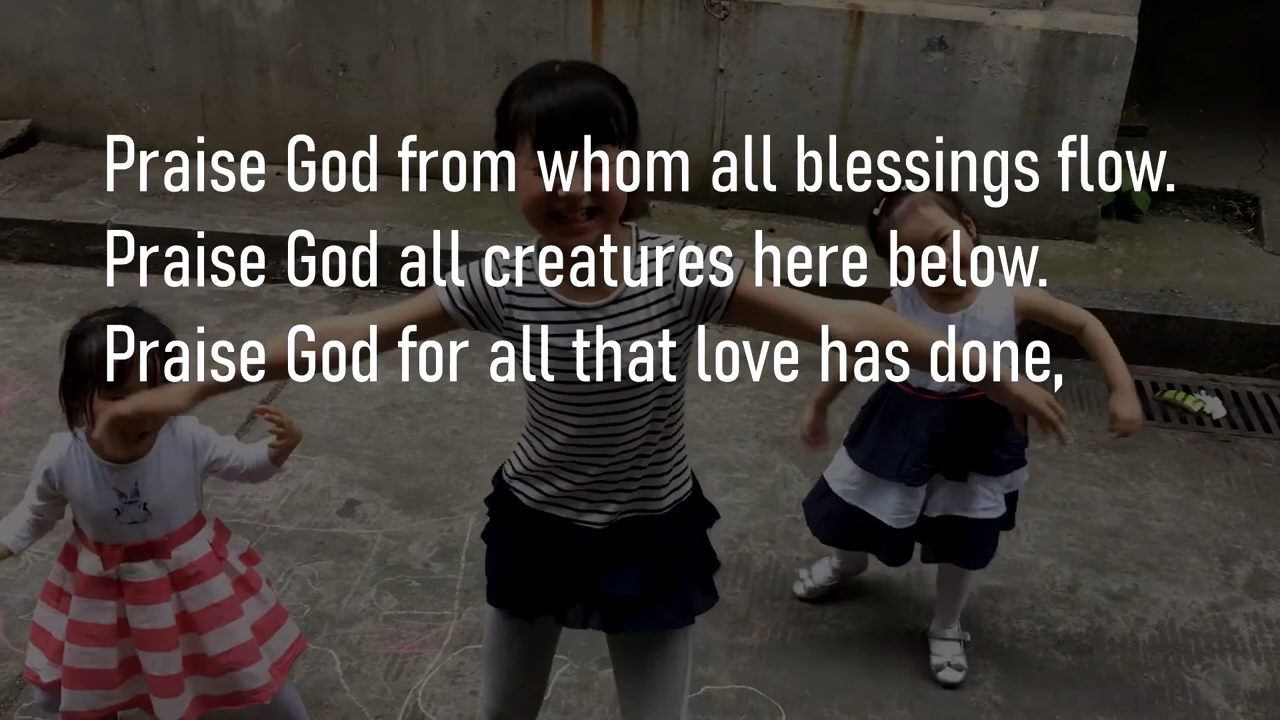 Praise God from whom all blessings flow.
Praise God all creatures here below.
Praise God for all that love has done,